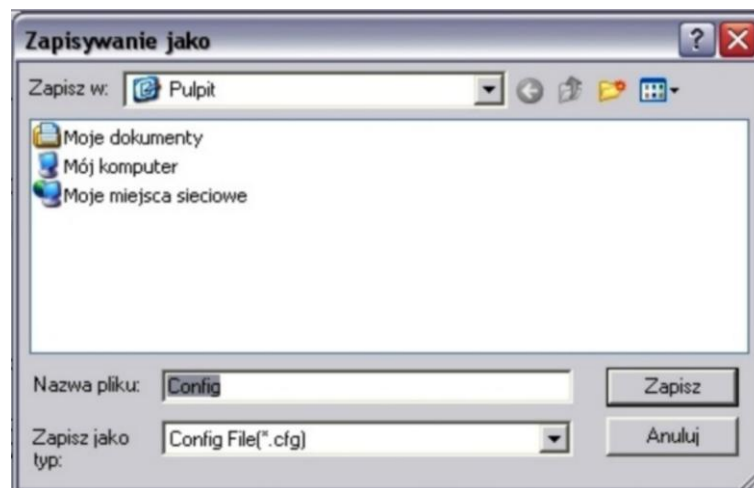 Zapisywanie jako
Zapisz w: Pulpit
Moje dokumenty
Mój komputer
Moje miejsca sieciowe
Nazwa pliku: Config Zapisz
Zapisz jako typ: Config File(*.cfg) Anuluj